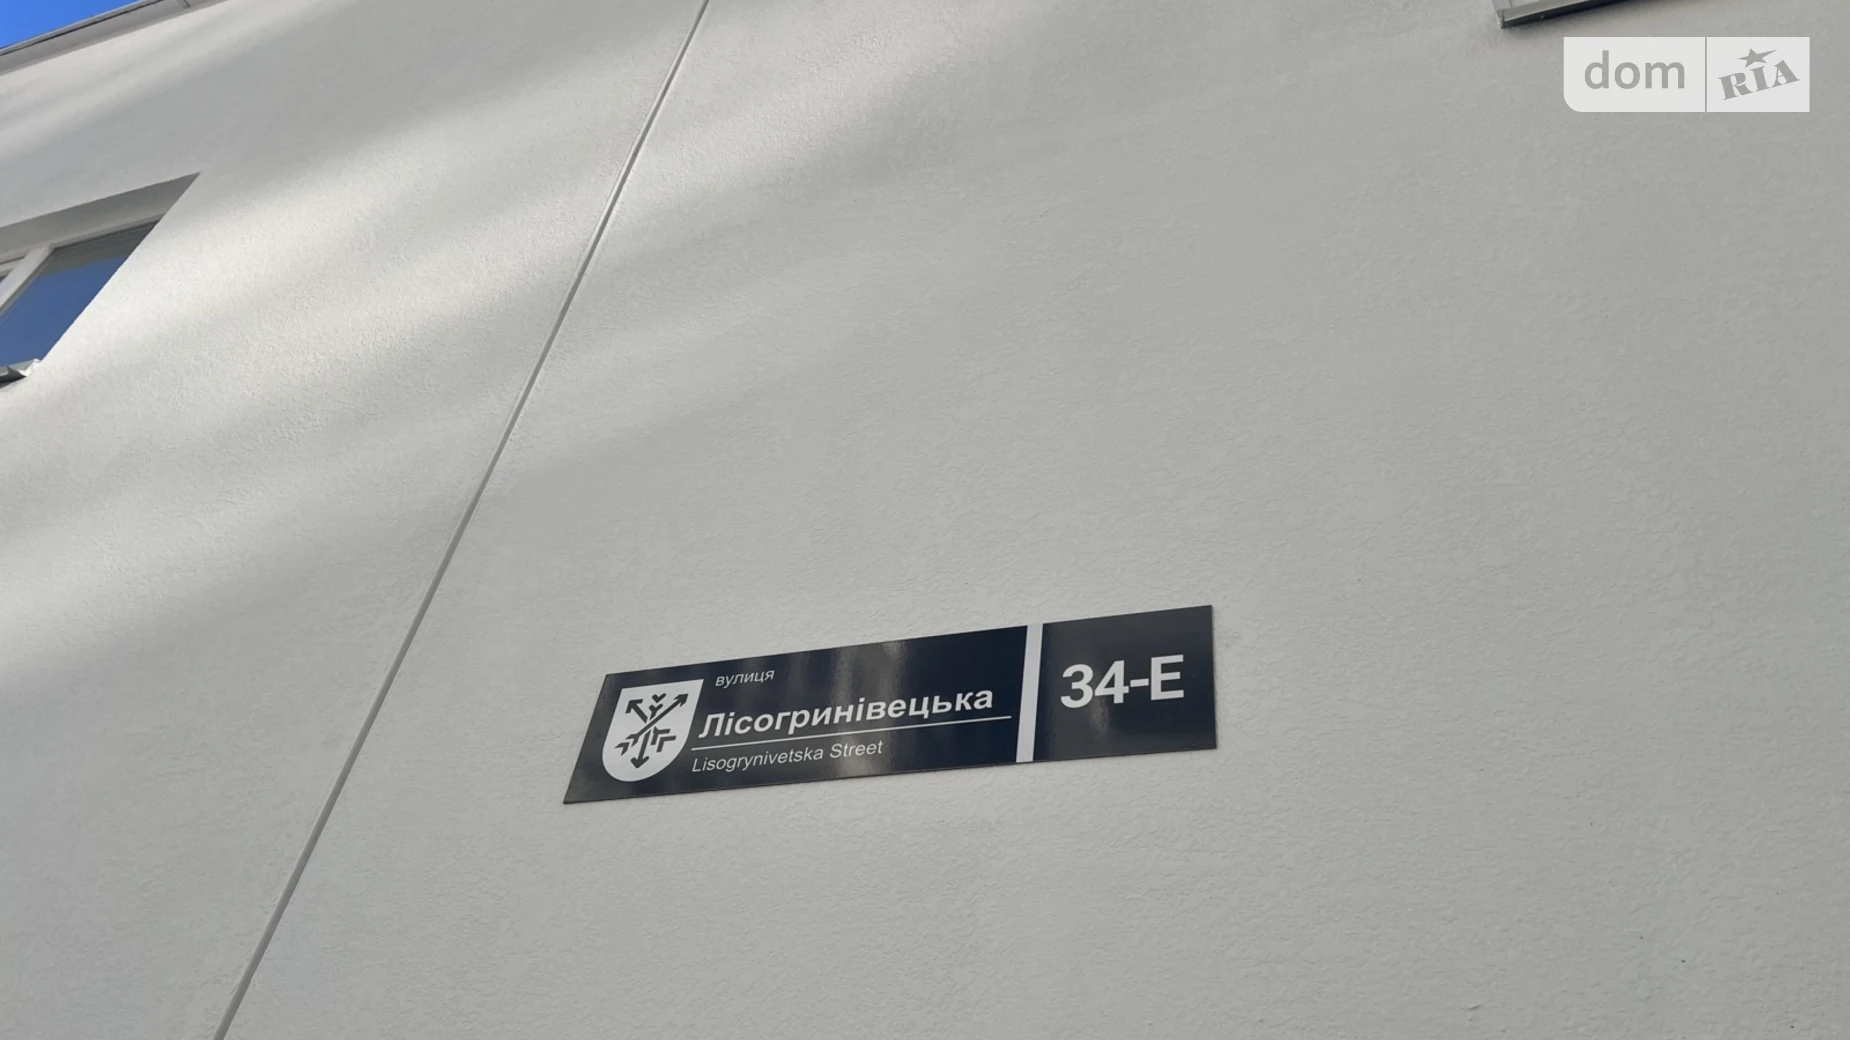 dom RIA
вулиця
Лісогринівецька
Lisogrynivetska Street
34-Е